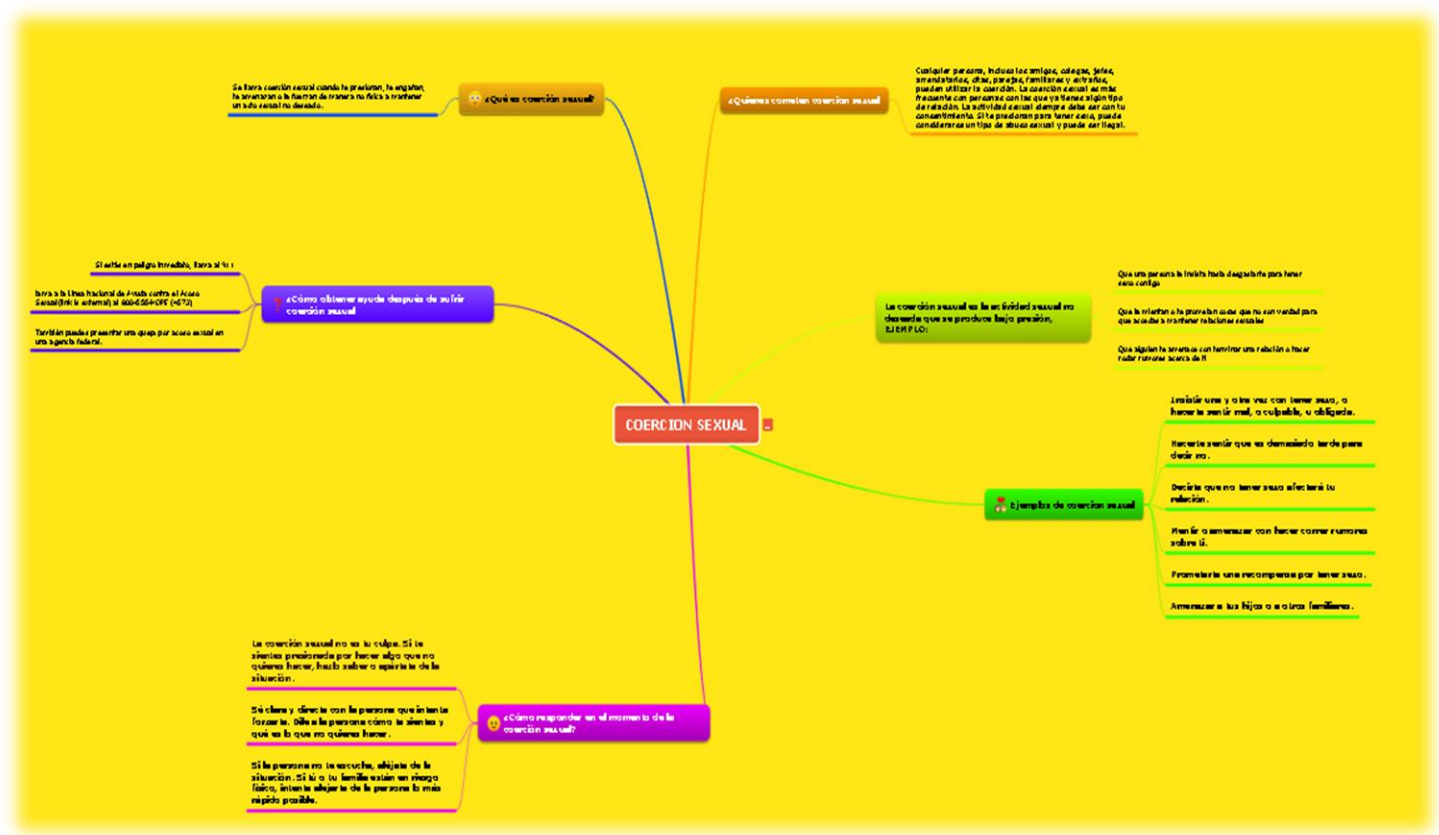 COERCION SEXUAL
¿Qué es coerción sexual?
Se llama coerción sexual cuando te presionan, te engañan,
te amenazan o te fuerzan de manera no física a mantener
un acto sexual no deseado.
¿Quienes cometen coercion sexual
Cualquier persona, incluso los amigos, colegas, jefes,
arrendatarios, citas, parejas, familiares y extraños,
pueden utilizar la coerción. La coerción sexual es más
frecuente con personas con las que ya tienes algún tipo
de relación. La actividad sexual siempre debe ser con tu
consentimiento. Si te presionan para tener sexo, puede
considerarse un tipo de abuso sexual y puede ser ilegal.
¿Cómo obtener ayuda después de sufrir
coerción sexual
Si estás en peligro inmediato, llama al 911
llama a la Línea Nacional de Ayuda contra el Acoso
Sexual(link is external) al 800-656-HOPE (4673)
También puedes presentar una queja por acoso sexual en
una agencia federal.
La coerción sexual es la actividad sexual no
deseada que se produce bajo presión,
EJEMPLO:
Que una persona te insista hasta desgastarte para tener
sexo contigo
Que te mientan o te prometan cosas que no son verdad para
que accedas a mantener relaciones sexuales
Que alguien te amenace con terminar una relación o hacer
rodar rumores acerca de ti
Ejemplos de coercion sexual
Insistir una y otra vez con tener sexo, o
hacerte sentir mal, o culpable, u obligada.
Hacerte sentir que es demasiado tarde para
decir no.
Decirte que no tener sexo afectará tu
relación.
Mentir o amenazar con hacer correr rumores
sobre ti.
Prometerte una recompensa por tener sexo.
Amenazar a tus hijos o a otros familiares.
¿Cómo responder en el momento de la
coerción sexual?
La coerción sexual no es tu culpa. Si te
sientes presionada por hacer algo que no
quieres hacer, hazlo saber o apártate de la
situación.
Sé clara y directa con la persona que intenta
forzarte. Dile a la persona cómo te sientes y
qué es lo que no quieres hacer.
Si la persona no te escucha, aléjate de la
situación. Si tú o tu familia están en riesgo
físico, intenta alejarte de la persona lo más
rápido posible.